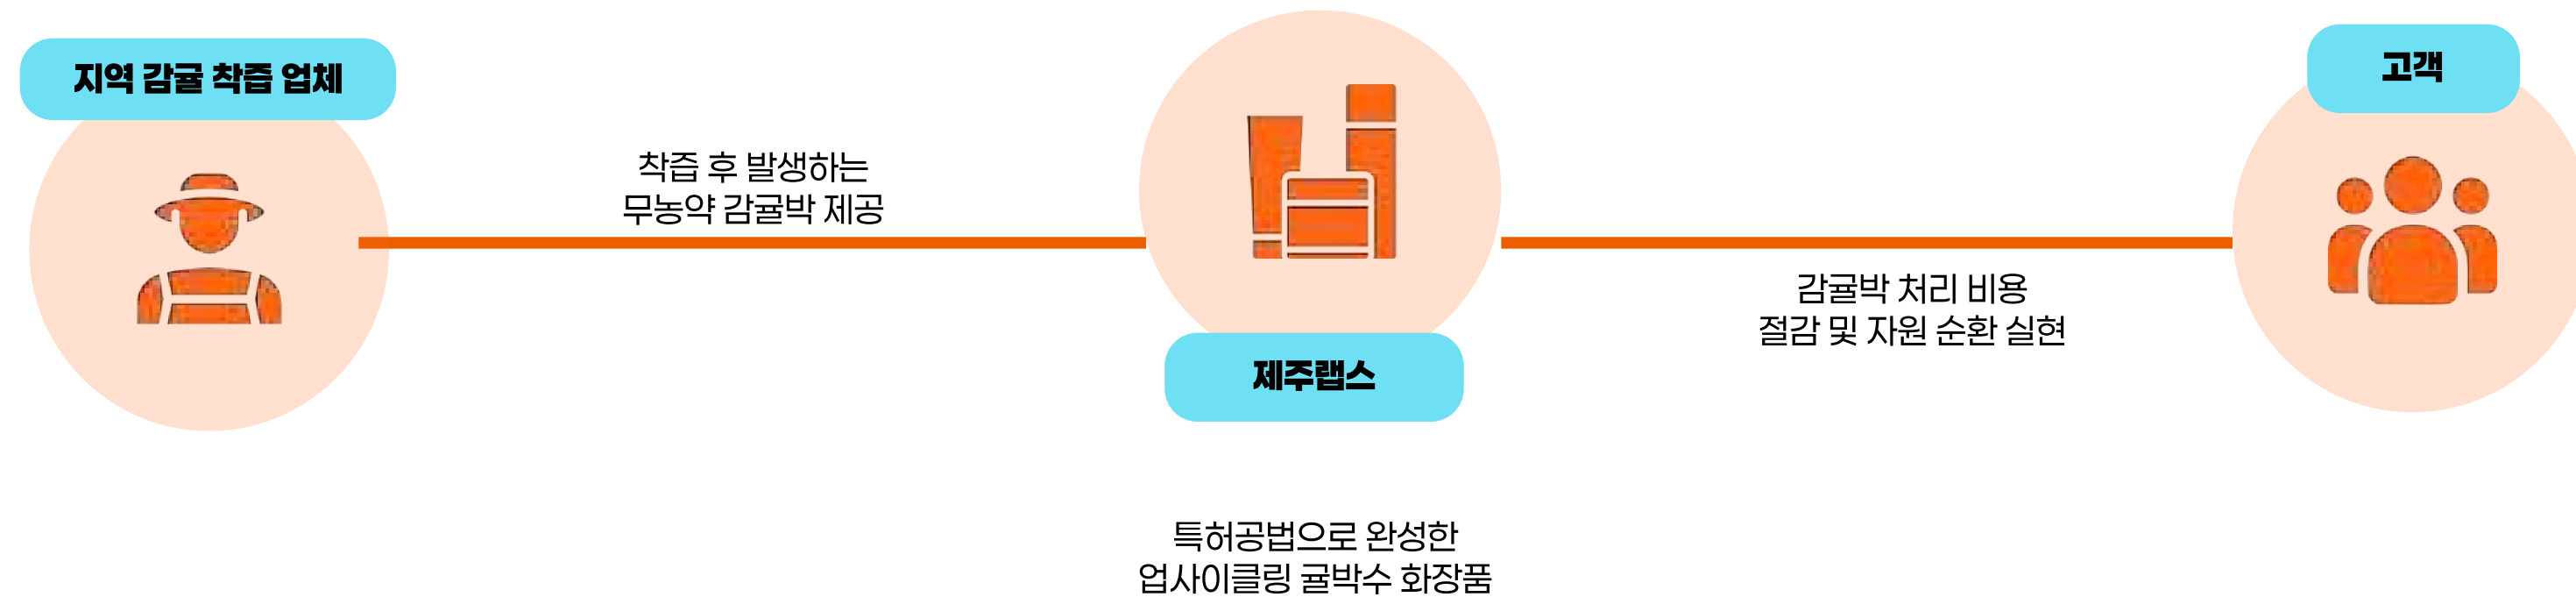 지역 감귤 착즙 업체
착즙 후 발생하는
무농약 감귤박 제공
제주랩스
특허공법으로 완성한
업사이클링 귤박수 화장품
감귤박 처리 비용
절감 및 자원 순환 실현
고객